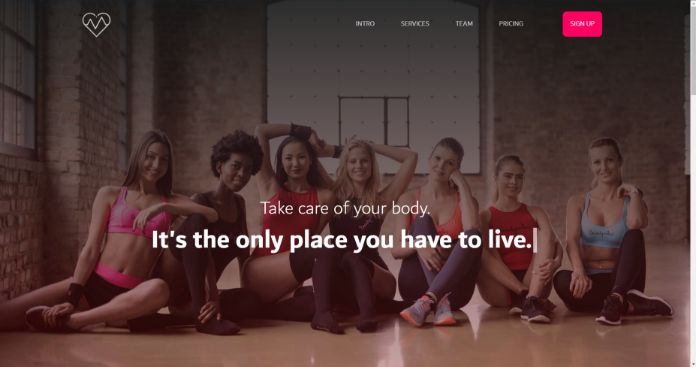 INTRO
SERVICES
TEAM
PRICING
SIGN UP
Take care of your body.
It's the only place you have to live.